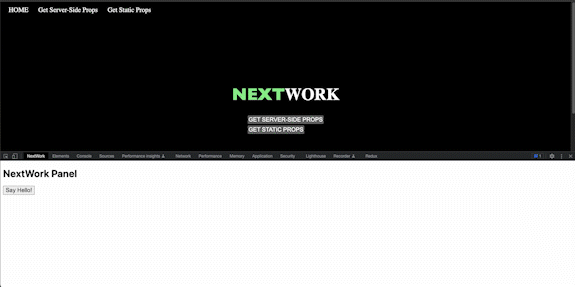 HOME Get Server-Side Props Get Static Props
NEXTWORK
GET SERVER-SIDE PROPS
GET STATIC PROPS
NextWork Elements Console Sources Performance insights Network Performance Memory Application Security Lighthouse Recorder Redux
NextWork Panel
Say Hello!